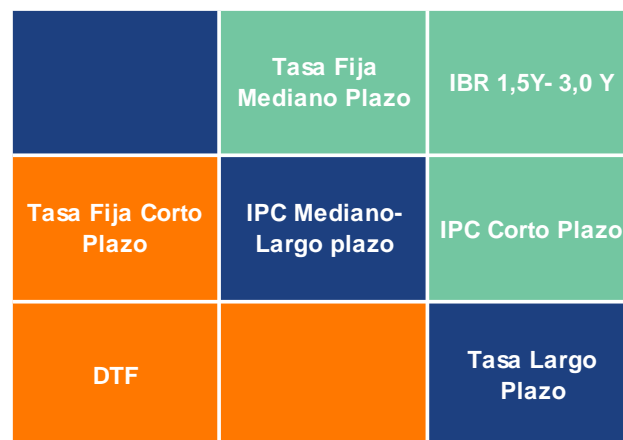 Tasa Fija
Mediano Plazo
IBR 1,5Y- 3,0 Y
Tasa Fija Corto
Plazo
IPC Mediano-
Largo plazo
IPC Corto Plazo
DTF
Tasa Largo
Plazo